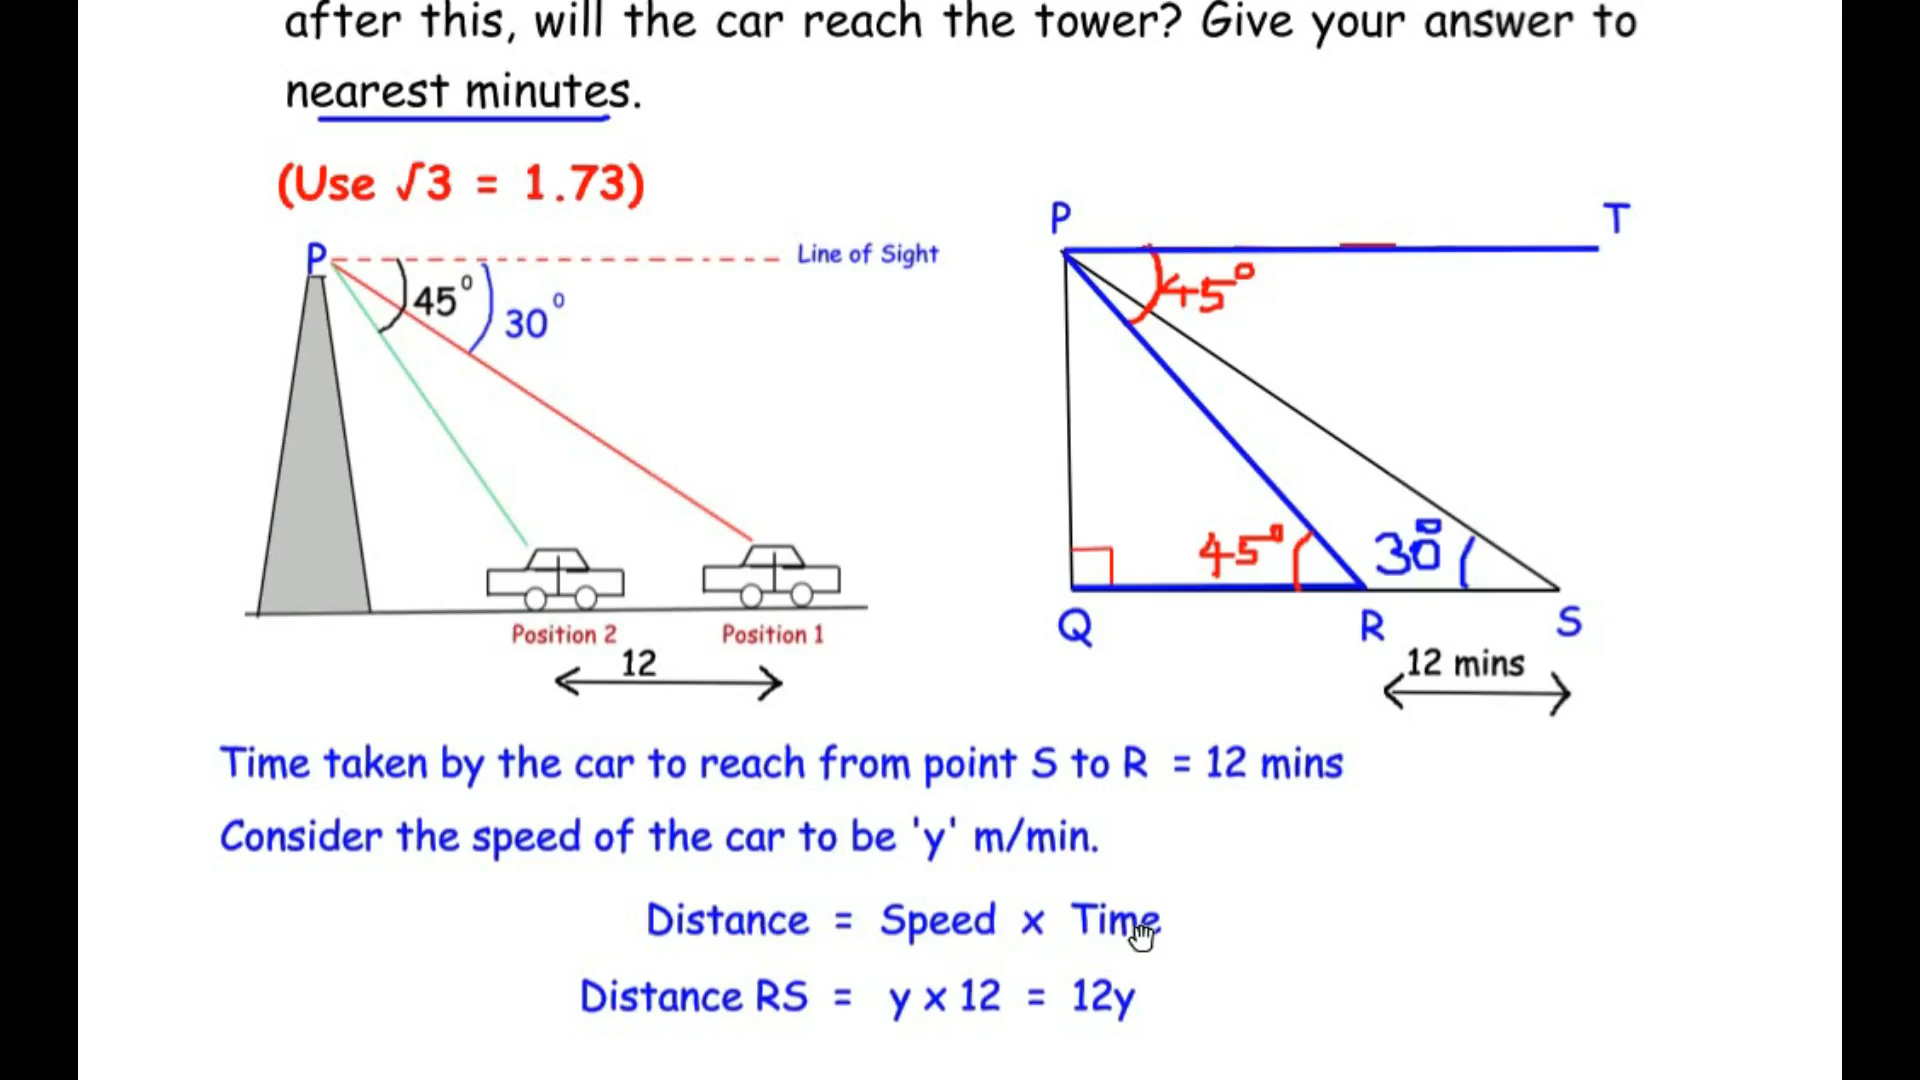 after this, will the car reach the tower? Give your answer to
nearest minutes.
(Use √3 = 1.73)
P
Line of Sight
45°
30°
Position 2
Position 1
12
P
T
45°
45°
30°
Q
R
S
12 mins
Time taken by the car to reach from point S to R = 12 mins
Consider the speed of the car to be 'y' m/min.
Distance = Speed x Time
Distance RS = y x 12 = 12y